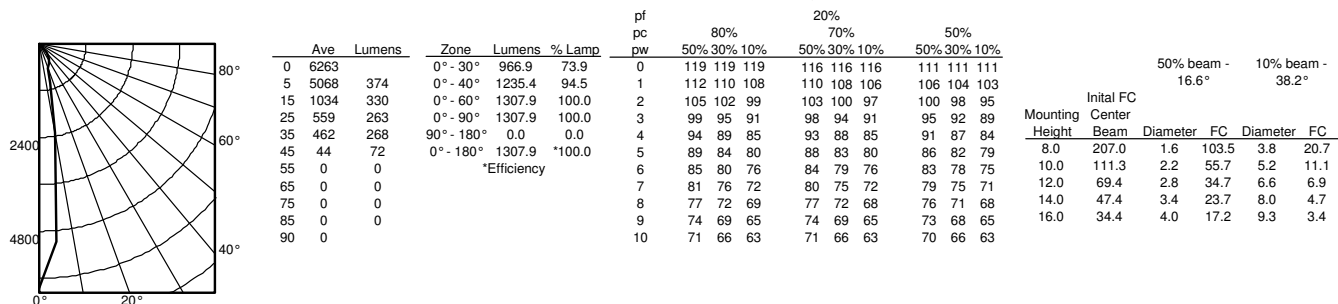 80°
60°
40°
2400
4800
0° 20°
Ave Lumens
0 6263
5 5068 374
15 1034 330
25 559 263
35 462 268
45 44 72
55 0 0
65 0 0
75 0 0
85 0 0
90 0
Zone Lumens % Lamp
0° - 30° 966.9 73.9
0° - 40° 1235.4 94.5
0° - 60° 1307.9 100.0
0° - 90° 1307.9 100.0
90° - 180° 0.0 0.0
0° - 180° 1307.9 *100.0
*Efficiency
pf 20%
pc 80% 70% 50%
pw 50% 30% 10% 50% 30% 10% 50% 30% 10%
0 119 119 119 116 116 116 111 111 111
1 112 110 108 110 108 106 106 104 103
2 105 102 99 103 100 97 100 98 95
3 99 95 91 98 94 91 95 92 89
4 94 89 85 93 88 85 91 87 84
5 89 84 80 88 83 80 86 82 79
6 85 80 76 84 79 76 83 78 75
7 81 76 72 80 75 72 79 75 71
8 77 72 69 77 72 68 76 71 68
9 74 69 65 74 69 65 73 68 65
10 71 66 63 71 66 63 70 66 63
50% beam - 10% beam -
16.6° 38.2°
Inital FC
Mounting Center
Height Beam Diameter FC Diameter FC
8.0 207.0 1.6 103.5 3.8 20.7
10.0 111.3 2.2 55.7 5.2 11.1
12.0 69.4 2.8 34.7 6.6 6.9
14.0 47.4 3.4 23.7 8.0 4.7
16.0 34.4 4.0 17.2 9.3 3.4